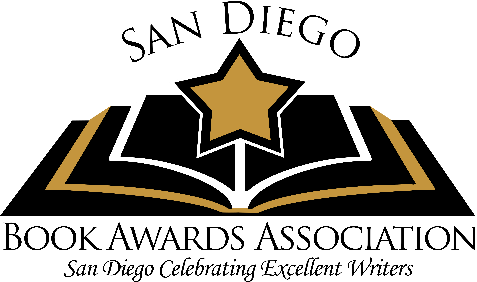 San Diego
Book Awards Association
San Diego Celebrating Excellent Writers